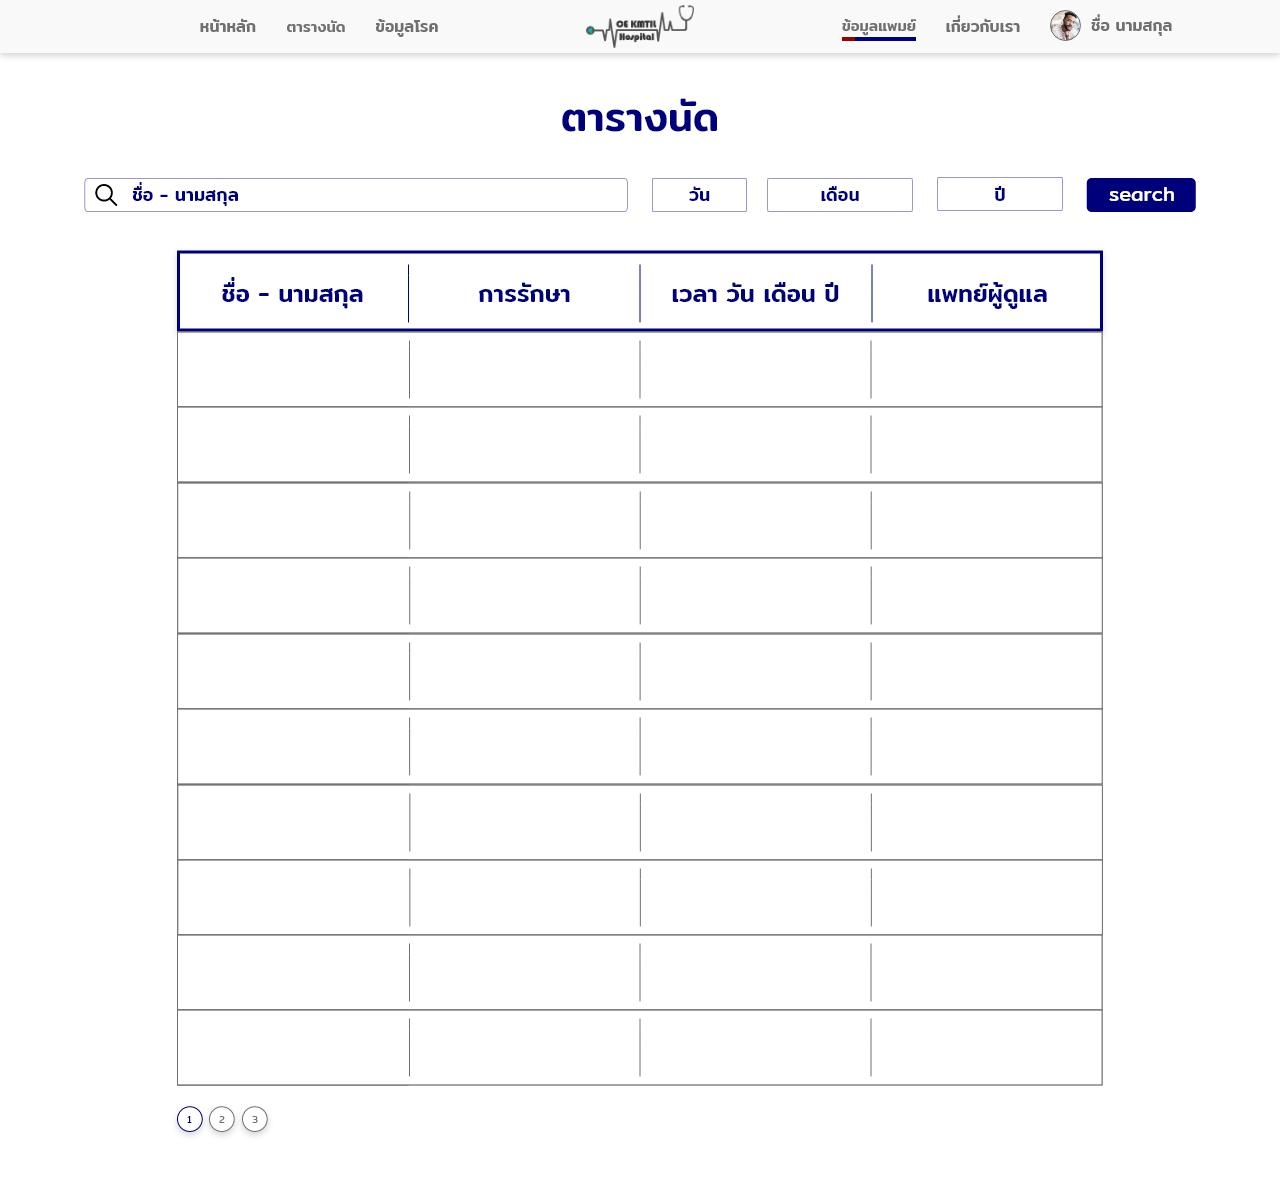 หน้าหลัก ตารางนัด ข้อมูลโรค CE KMTIL ข้อมูลแพมย์ เกี่ยวกับเรา ชื่อ นามสกุล
Hospital
ตารางนัด
ชื่อ - นามสกุล วัน เดือน ปี search
ชื่อ - นามสกุล การรักษา เวลา วัน เดือน ปี แพทย์ผู้ดูแล
1 2 3